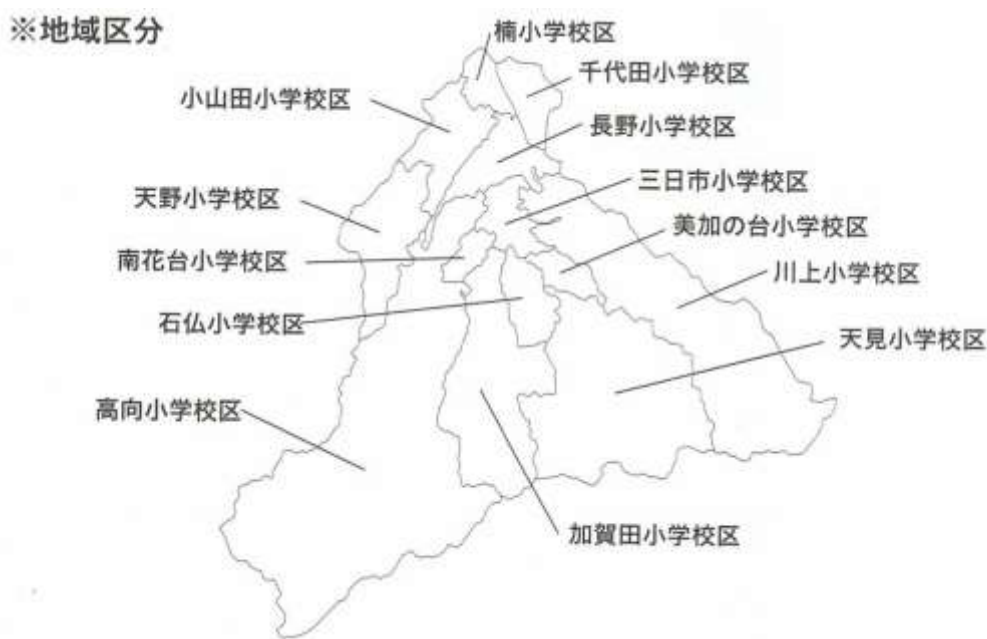 ※地域区分
楠小学校区
千代田小学校区
小山田小学校区
長野小学校区
三日市小学校区
天野小学校区
美加の台小学校区
南花台小学校区
川上小学校区
石仏小学校区
天見小学校区
高向小学校区
加賀田小学校区